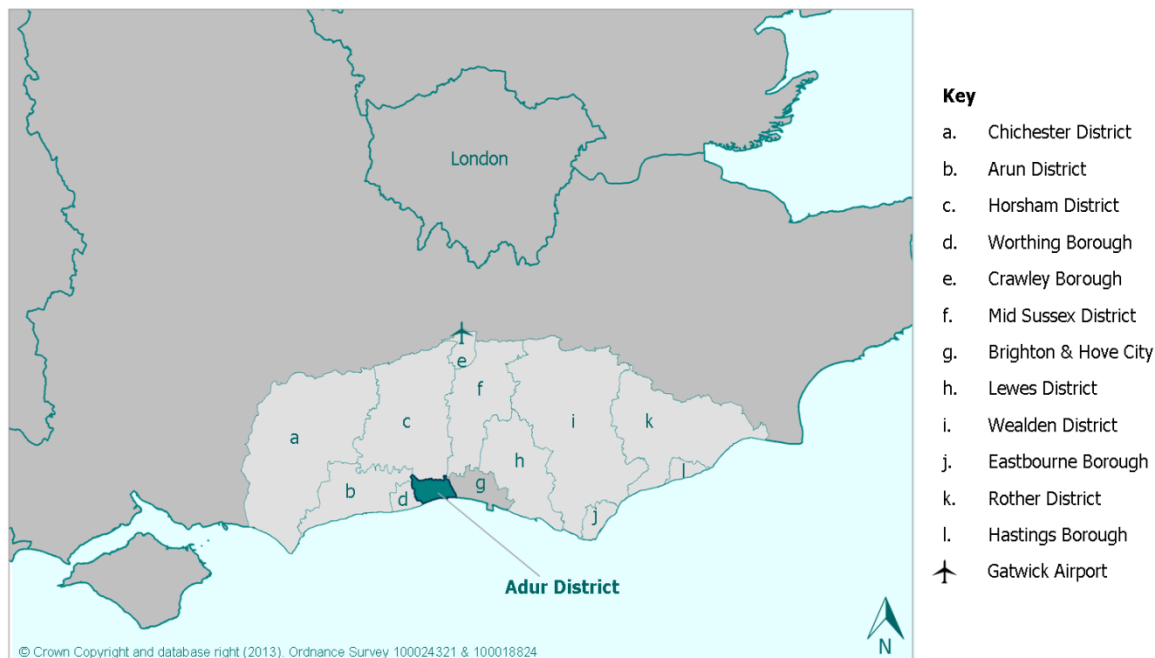 London
e
f
a
c
i
k
h
b
d
g
l
j
Adur District
N
© Crown Copyright and database right (2013). Ordnance Survey 100024321 & 100018824
Key
a. Chichester District
b. Arun District
c. Horsham District
d. Worthing Borough
e. Crawley Borough
f. Mid Sussex District
g. Brighton & Hove City
h. Lewes District
i. Wealden District
j. Eastbourne Borough
k. Rother District
l. Hastings Borough
Gatwick Airport